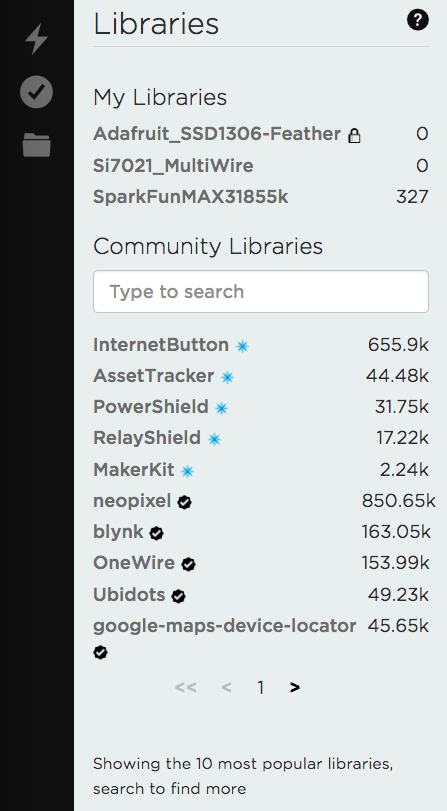 Libraries
My Libraries
Adafruit_SSD1306-Feather 0
Si7021_MultiWire 0
SparkFunMAX31855k 327
Community Libraries
Type to search
InternetButton 655.9k
AssetTracker 44.48k
PowerShield 31.75k
RelayShield 17.22k
MakerKit 2.24k
neopixel 850.65k
blynk 163.05k
OneWire 153.99k
Ubidots 49.23k
google-maps-device-locator 45.65k
<< < 1 >
Showing the 10 most popular libraries,
search to find more